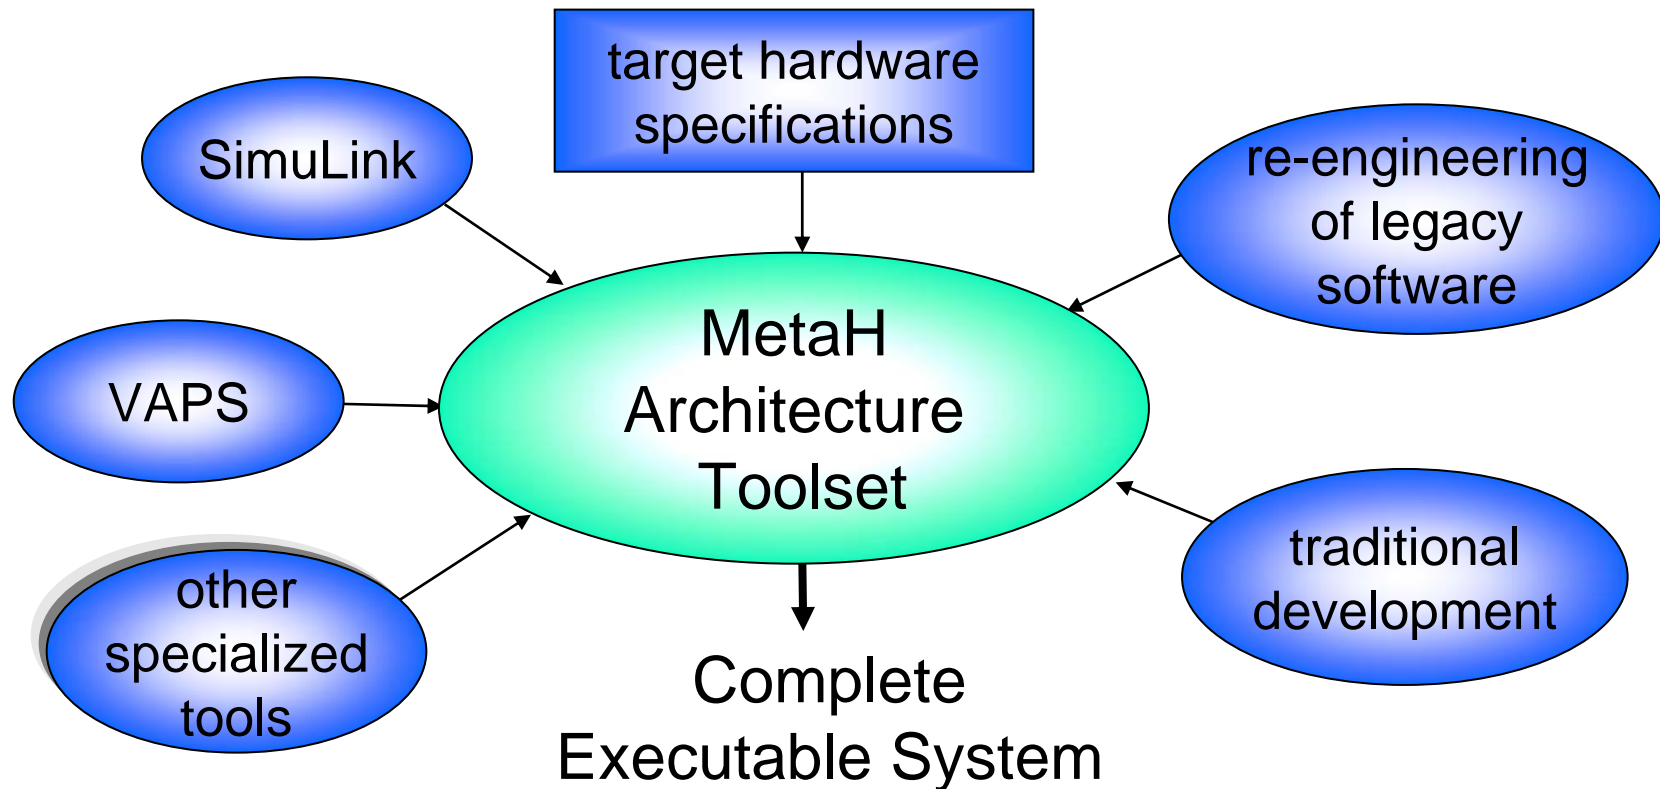 target hardware
specifications
SimuLink
re-engineering
of legacy
software
MetaH
Architecture
Toolset
VAPS
traditional
development
other
specialized
tools
Complete
Executable System